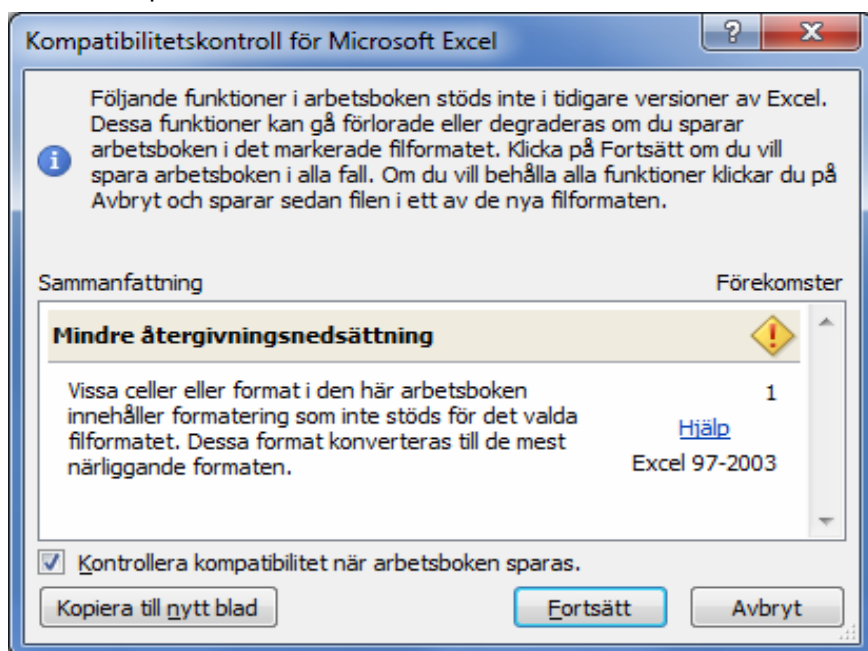 Kompatibilitetskontroll för Microsoft Excel
Följande funktioner i arbetsboken stöds inte i tidigare versioner av Excel.
Dessa funktioner kan gå förlorade eller degraderas om du sparar
arbetsboken i det markerade filformatet. Klicka på Fortsätt om du vill
spara arbetsboken i alla fall. Om du vill behålla alla funktioner klickar du på
Avbryt och sparar sedan filen i ett av de nya filformaten.
Sammanfattning Förekomster
Mindre återgivningsnedsättning
Vissa celler eller format i den här arbetsboken 1
innehåller formatering som inte stöds för det valda
filformatet. Dessa format konverteras till de mest Hjälp
närliggande formaten. Excel 97-2003
Kontrollera kompatibilitet när arbetsboken sparas.
Kopiera till nytt blad Fortsätt Avbryt